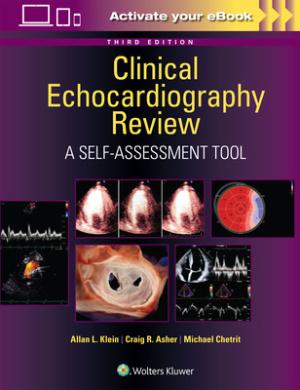 Activate your eBook
THIRD EDITION
Clinical
Echocardiography
Review
A SELF-ASSESSMENT TOOL
Allan L. Klein | Craig R. Asher | Michael Chetrit
Wolters Kluwer